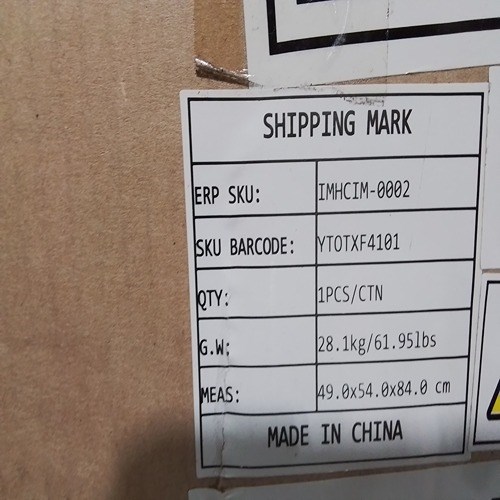 SHIPPING MARK
ERP SKU: IMHCIM-0002
SKU BARCODE: YTOTXF4101
QTY: 1PCS/CTN
G.W: 28.1kg/61.95lbs
MEAS: 49.0x54.0x84.0 cm
MADE IN CHINA